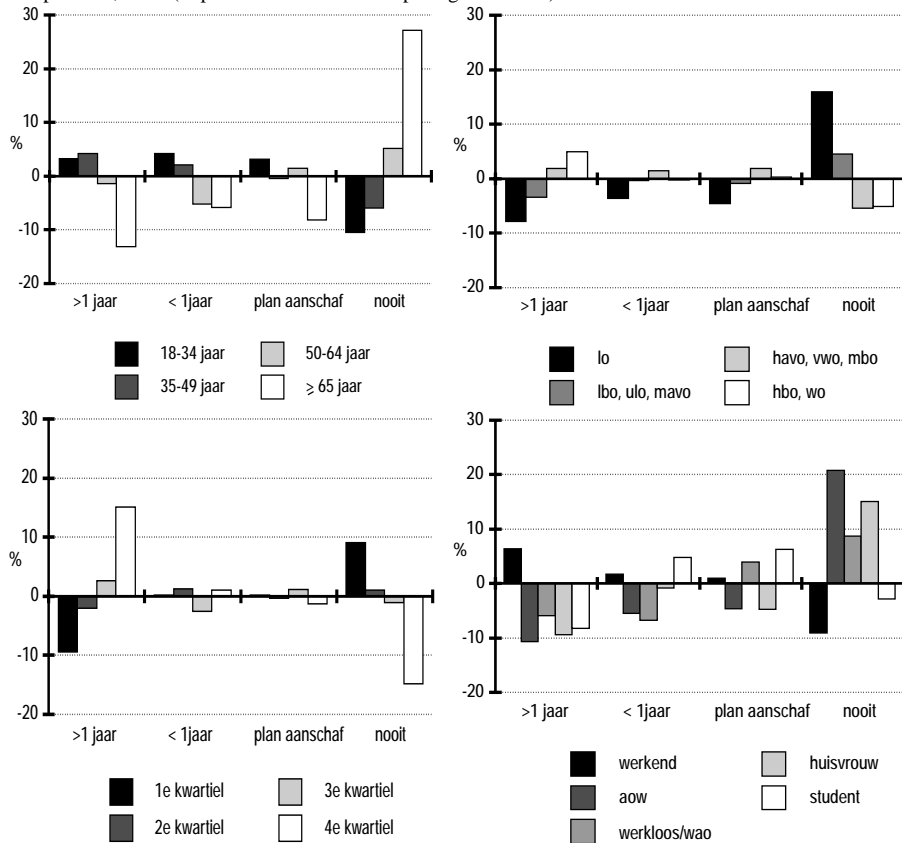 30
20
10
%
0
-10
-20
>1 jaar < 1jaar plan aanschaf nooit
18-34 jaar 50-64 jaar
35-49 jaar ≥ 65 jaar
30
20
10
%
0
-10
-20
>1 jaar < 1jaar plan aanschaf nooit
lo havo, vwo, mbo
lbo, ulo, mavo hbo, wo
30
20
10
%
0
-10
-20
>1 jaar < 1jaar plan aanschaf nooit
1e kwartiel 3e kwartiel
2e kwartiel 4e kwartiel
30
20
10
%
0
-10
-20
>1 jaar < 1jaar plan aanschaf nooit
werkend huisvrouw
aow student
werkloos/wao